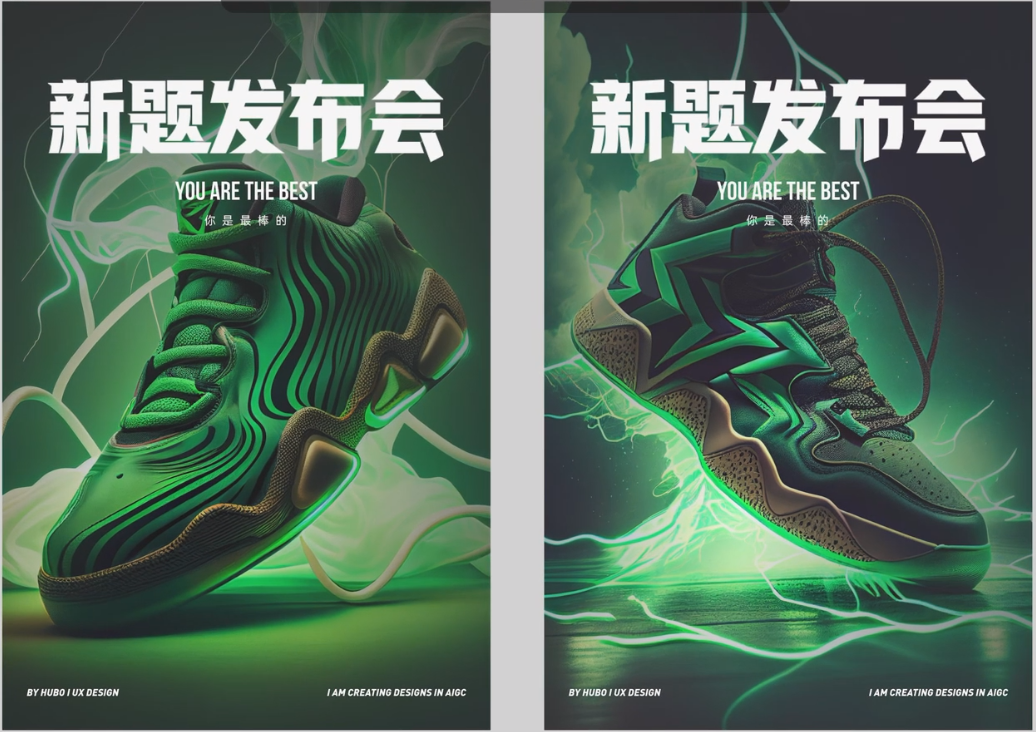 新题发布会
YOU ARE THE BEST
你是最棒的
BY HUBO I UX DESIGN
I AM CREATING DESIGNS IN AIGC
新题发布会
YOU ARE THE BEST
你是最棒的
BY HUBO I UX DESIGN
I AM CREATING DESIGNS IN AIGC